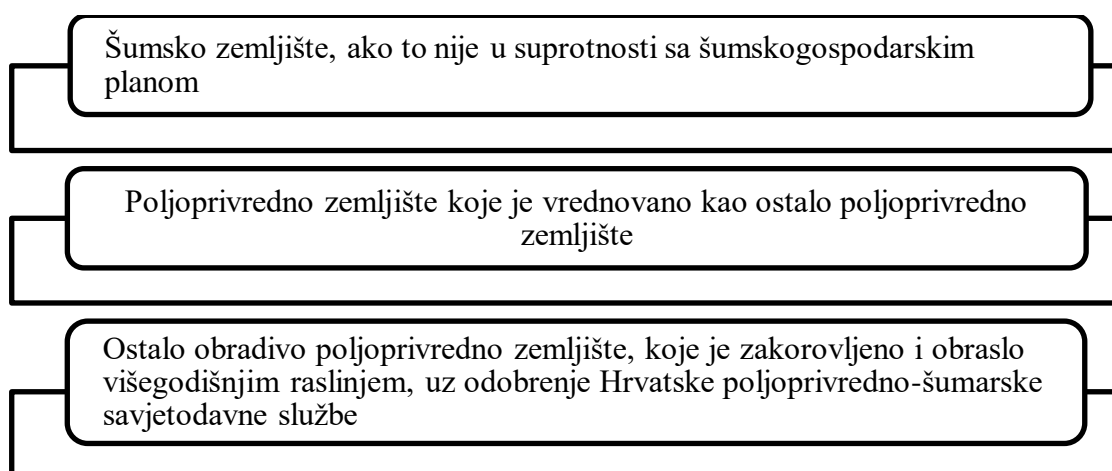 Šumsko zemljište, ako to nije u suprotnosti sa šumskogospodarskim
planom
Poljoprivredno zemljište koje je vrednovano kao ostalo poljoprivredno
zemljište
Ostalo obradivo poljoprivredno zemljište, koje je zakorovljeno i obraslo
višegodišnjim raslinjem, uz odobrenje Hrvatske poljoprivredno-šumarske
savjetodavne službe